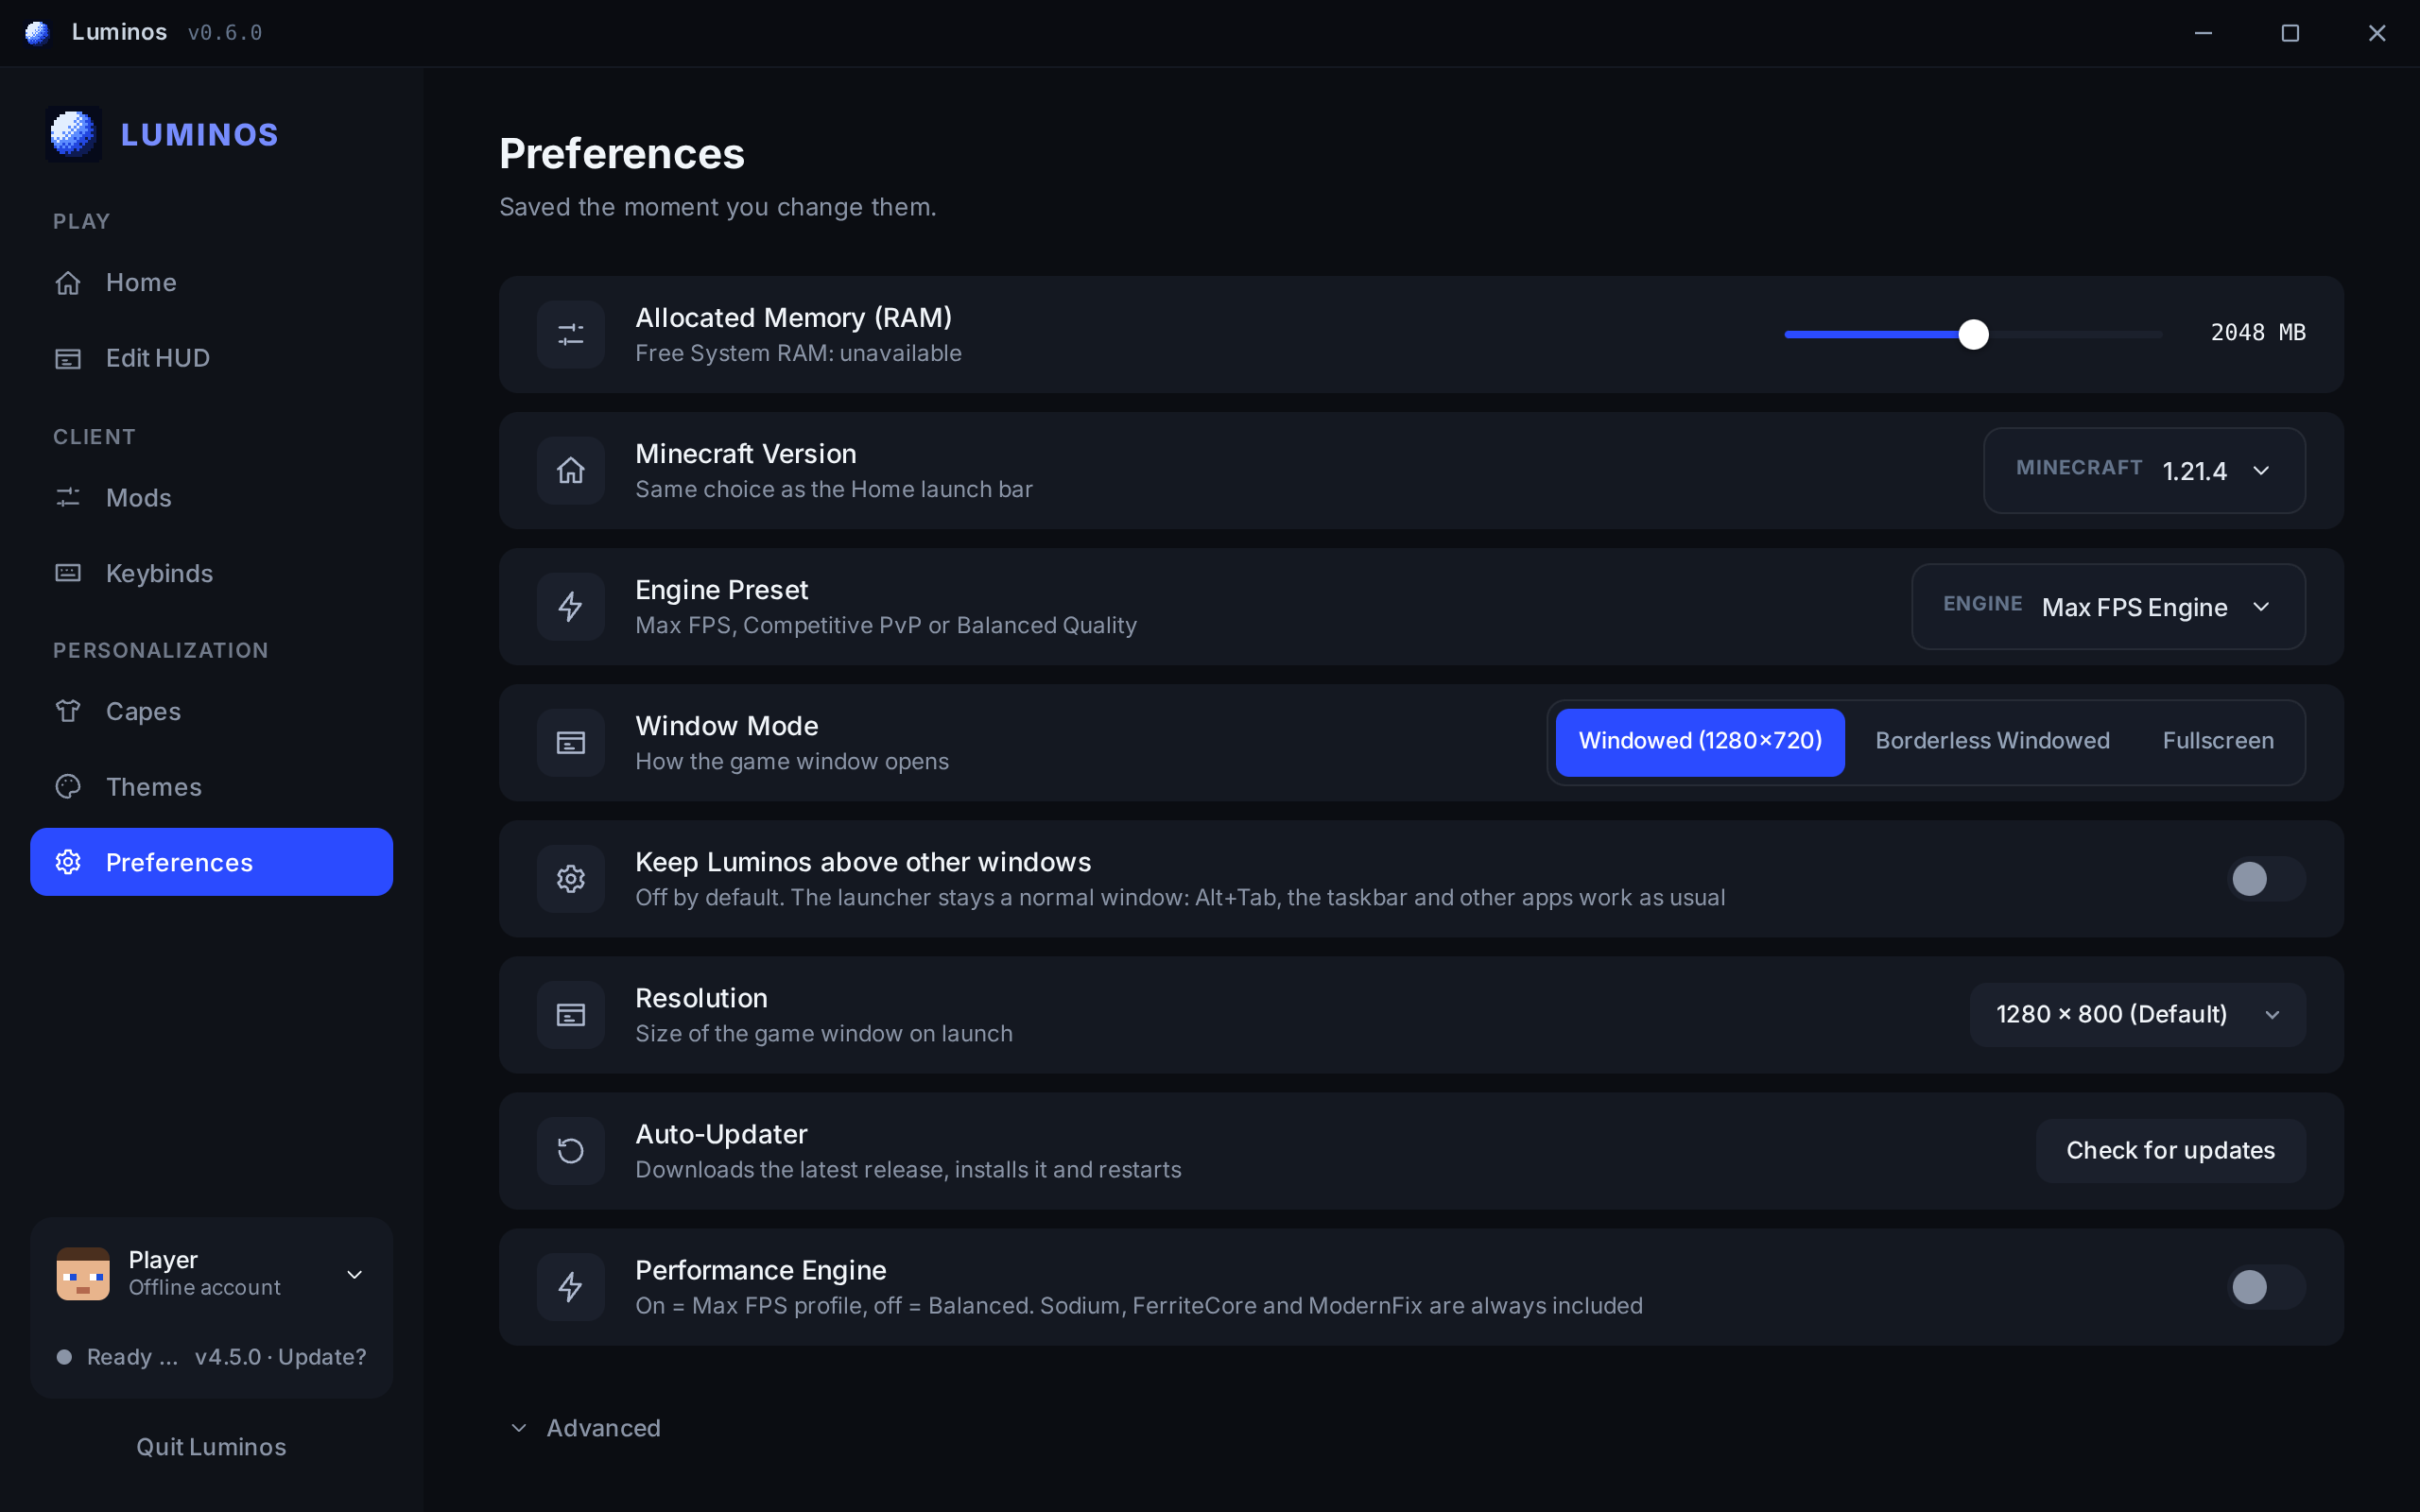 Luminos v0.6.0
LUMINOS
PLAY
Home
Edit HUD
CLIENT
Mods
Keybinds
PERSONALIZATION
Capes
Themes
Preferences
Player
Offline account
Ready ... v4.5.0 · Update?
Quit Luminos
Preferences
Saved the moment you change them.
Allocated Memory (RAM)
Free System RAM: unavailable
2048 MB
Minecraft Version
Same choice as the Home launch bar
MINECRAFT 1.21.4
Engine Preset
Max FPS, Competitive PvP or Balanced Quality
ENGINE Max FPS Engine
Window Mode
How the game window opens
Windowed (1280×720) Borderless Windowed Fullscreen
Keep Luminos above other windows
Off by default. The launcher stays a normal window: Alt+Tab, the taskbar and other apps work as usual
Resolution
Size of the game window on launch
1280 × 800 (Default)
Auto-Updater
Downloads the latest release, installs it and restarts
Check for updates
Performance Engine
On = Max FPS profile, off = Balanced. Sodium, FerriteCore and ModernFix are always included
Advanced